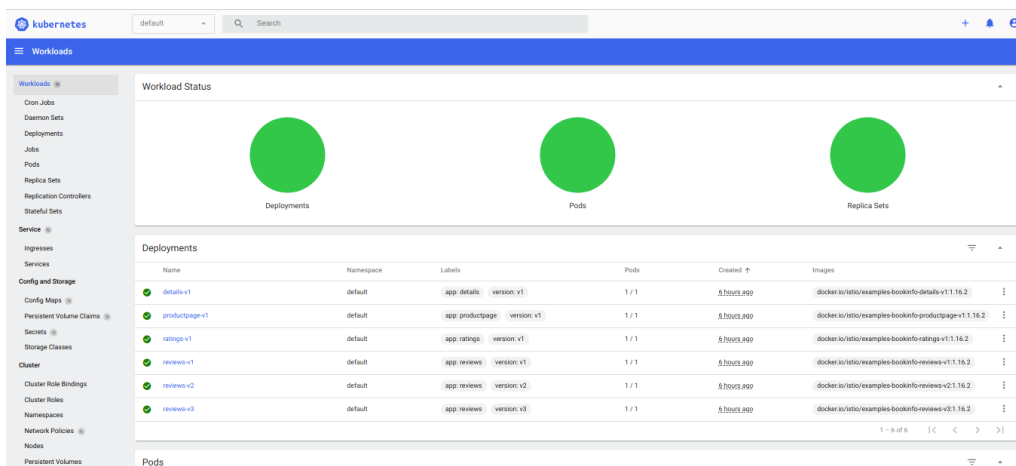 kubernetes
default
Search
Workloads
Workloads N
Cron Jobs
Daemon Sets
Deployments
Jobs
Pods
Replica Sets
Replication Controllers
Stateful Sets
Service N
Ingresses
Services
Config and Storage
Config Maps N
Persistent Volume Claims N
Secrets N
Storage Classes
Cluster
Cluster Role Bindings
Cluster Roles
Namespaces
Network Policies N
Nodes
Persistent Volumes
Workload Status
Deployments Pods Replica Sets
Deployments
Name Namespace Labels Pods Created Images
details-v1 default app: details version: v1 1 / 1 6 hours ago docker.io/istio/examples-bookinfo-details-v1:1.16.2
productpage-v1 default app: productpage version: v1 1 / 1 6 hours ago docker.io/istio/examples-bookinfo-productpage-v1:1.16.2
ratings-v1 default app: ratings version: v1 1 / 1 6 hours ago docker.io/istio/examples-bookinfo-ratings-v1:1.16.2
reviews-v1 default app: reviews version: v1 1 / 1 6 hours ago docker.io/istio/examples-bookinfo-reviews-v1:1.16.2
reviews-v2 default app: reviews version: v2 1 / 1 6 hours ago docker.io/istio/examples-bookinfo-reviews-v2:1.16.2
reviews-v3 default app: reviews version: v3 1 / 1 6 hours ago docker.io/istio/examples-bookinfo-reviews-v3:1.16.2
1 – 6 of 6
Pods